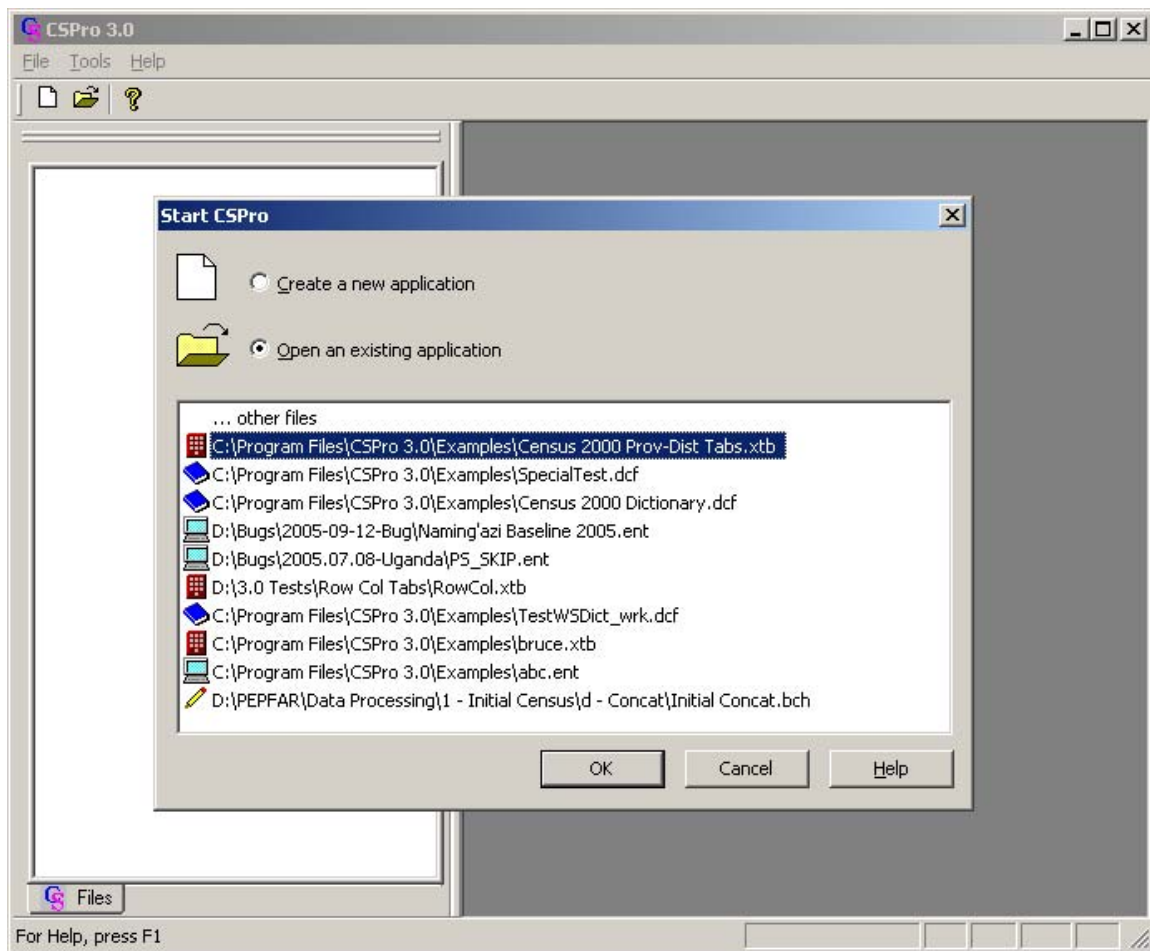 CSPro 3.0
File Tools Help
Start CSPro
Create a new application
Open an existing application
... other files
C:\Program Files\CSPro 3.0\Examples\Census 2000 Prov-Dist Tabs.xtb
C:\Program Files\CSPro 3.0\Examples\SpecialTest.dcf
C:\Program Files\CSPro 3.0\Examples\Census 2000 Dictionary.dcf
D:\Bugs\2005-09-12-Bug\Naming'azi Baseline 2005.ent
D:\Bugs\2005.07.08-Uganda\PS_SKIP.ent
D:\3.0 Tests\Row Col Tabs\RowCol.xtb
C:\Program Files\CSPro 3.0\Examples\TestWSDict_wrk.dcf
C:\Program Files\CSPro 3.0\Examples\bruce.xtb
C:\Program Files\CSPro 3.0\Examples\abc.ent
D:\PEPFAR\Data Processing\1 - Initial Census\d - Concat\Initial Concat.bch
OK Cancel Help
Files
For Help, press F1